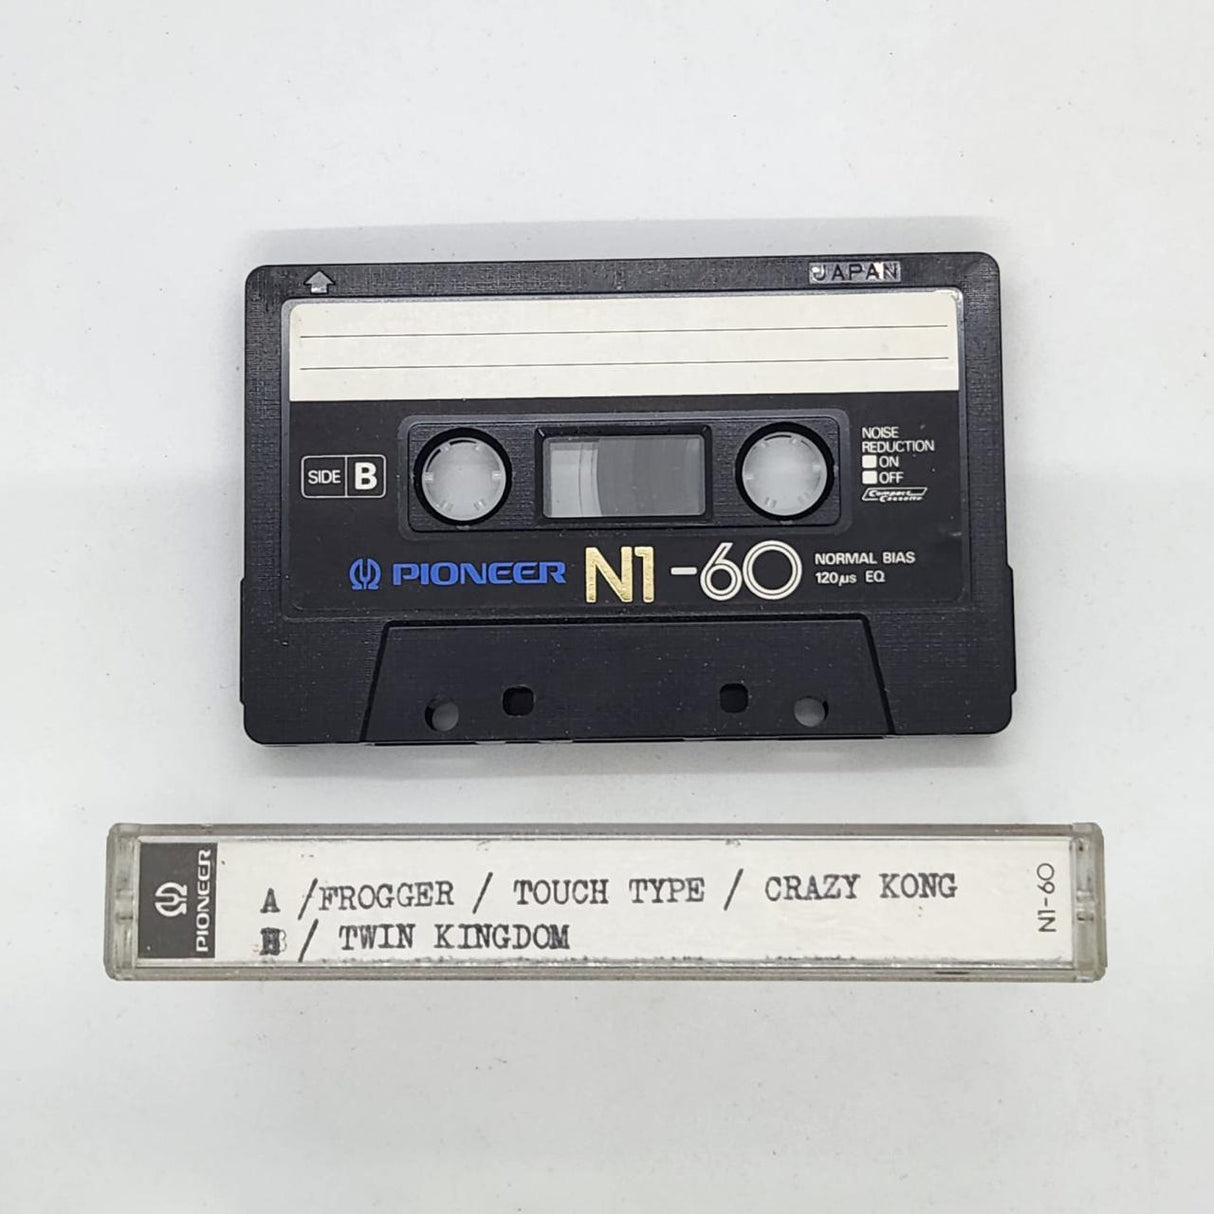 JAPAN
SIDE B
NOISE
REDUCTION
ON
OFF
Compact
Cassette
PIONEER N1-60
NORMAL BIAS
120µs EQ
PIONEER
A /FROGGER / TOUCH TYPE / CRAZY KONG
B / TWIN KINGDOM
N1-60